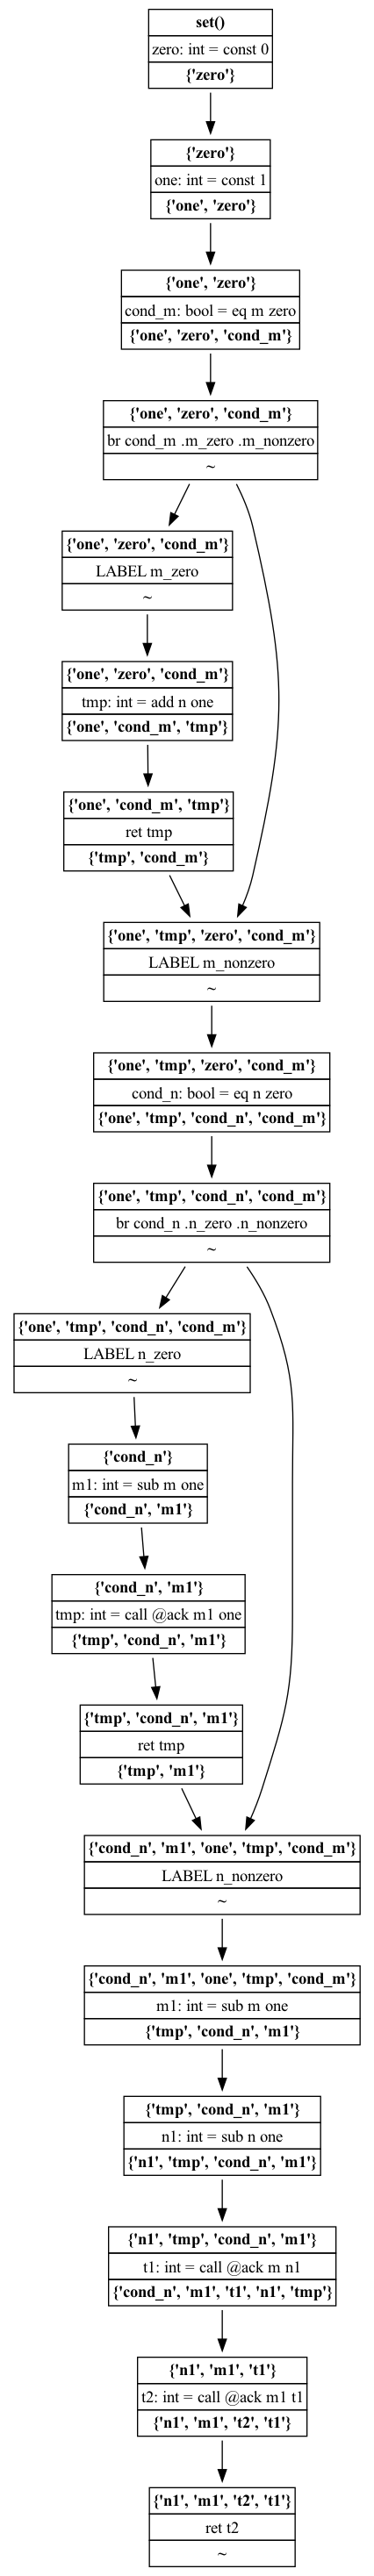 set()
zero: int = const 0
{'zero'}
{'zero'}
one: int = const 1
{'one', 'zero'}
{'one', 'zero'}
cond_m: bool = eq m zero
{'one', 'zero', 'cond_m'}
{'one', 'zero', 'cond_m'}
br cond_m .m_zero .m_nonzero
~
{'one', 'zero', 'cond_m'}
LABEL m_zero
~
{'one', 'zero', 'cond_m'}
tmp: int = add n one
{'one', 'cond_m', 'tmp'}
{'one', 'cond_m', 'tmp'}
ret tmp
{'tmp', 'cond_m'}
{'one', 'tmp', 'zero', 'cond_m'}
LABEL m_nonzero
~
{'one', 'tmp', 'zero', 'cond_m'}
cond_n: bool = eq n zero
{'one', 'tmp', 'cond_n', 'cond_m'}
{'one', 'tmp', 'cond_n', 'cond_m'}
br cond_n .n_zero .n_nonzero
~
{'one', 'tmp', 'cond_n', 'cond_m'}
LABEL n_zero
~
{'cond_n'}
m1: int = sub m one
{'cond_n', 'm1'}
{'cond_n', 'm1'}
tmp: int = call @ack m1 one
{'tmp', 'cond_n', 'm1'}
{'tmp', 'cond_n', 'm1'}
ret tmp
{'tmp', 'm1'}
{'cond_n', 'm1', 'one', 'tmp', 'cond_m'}
LABEL n_nonzero
~
{'cond_n', 'm1', 'one', 'tmp', 'cond_m'}
m1: int = sub m one
{'tmp', 'cond_n', 'm1'}
{'tmp', 'cond_n', 'm1'}
n1: int = sub n one
{'n1', 'tmp', 'cond_n', 'm1'}
{'n1', 'tmp', 'cond_n', 'm1'}
t1: int = call @ack m n1
{'cond_n', 'm1', 't1', 'n1', 'tmp'}
{'n1', 'm1', 't1'}
t2: int = call @ack m1 t1
{'n1', 'm1', 't2', 't1'}
{'n1', 'm1', 't2', 't1'}
ret t2
~